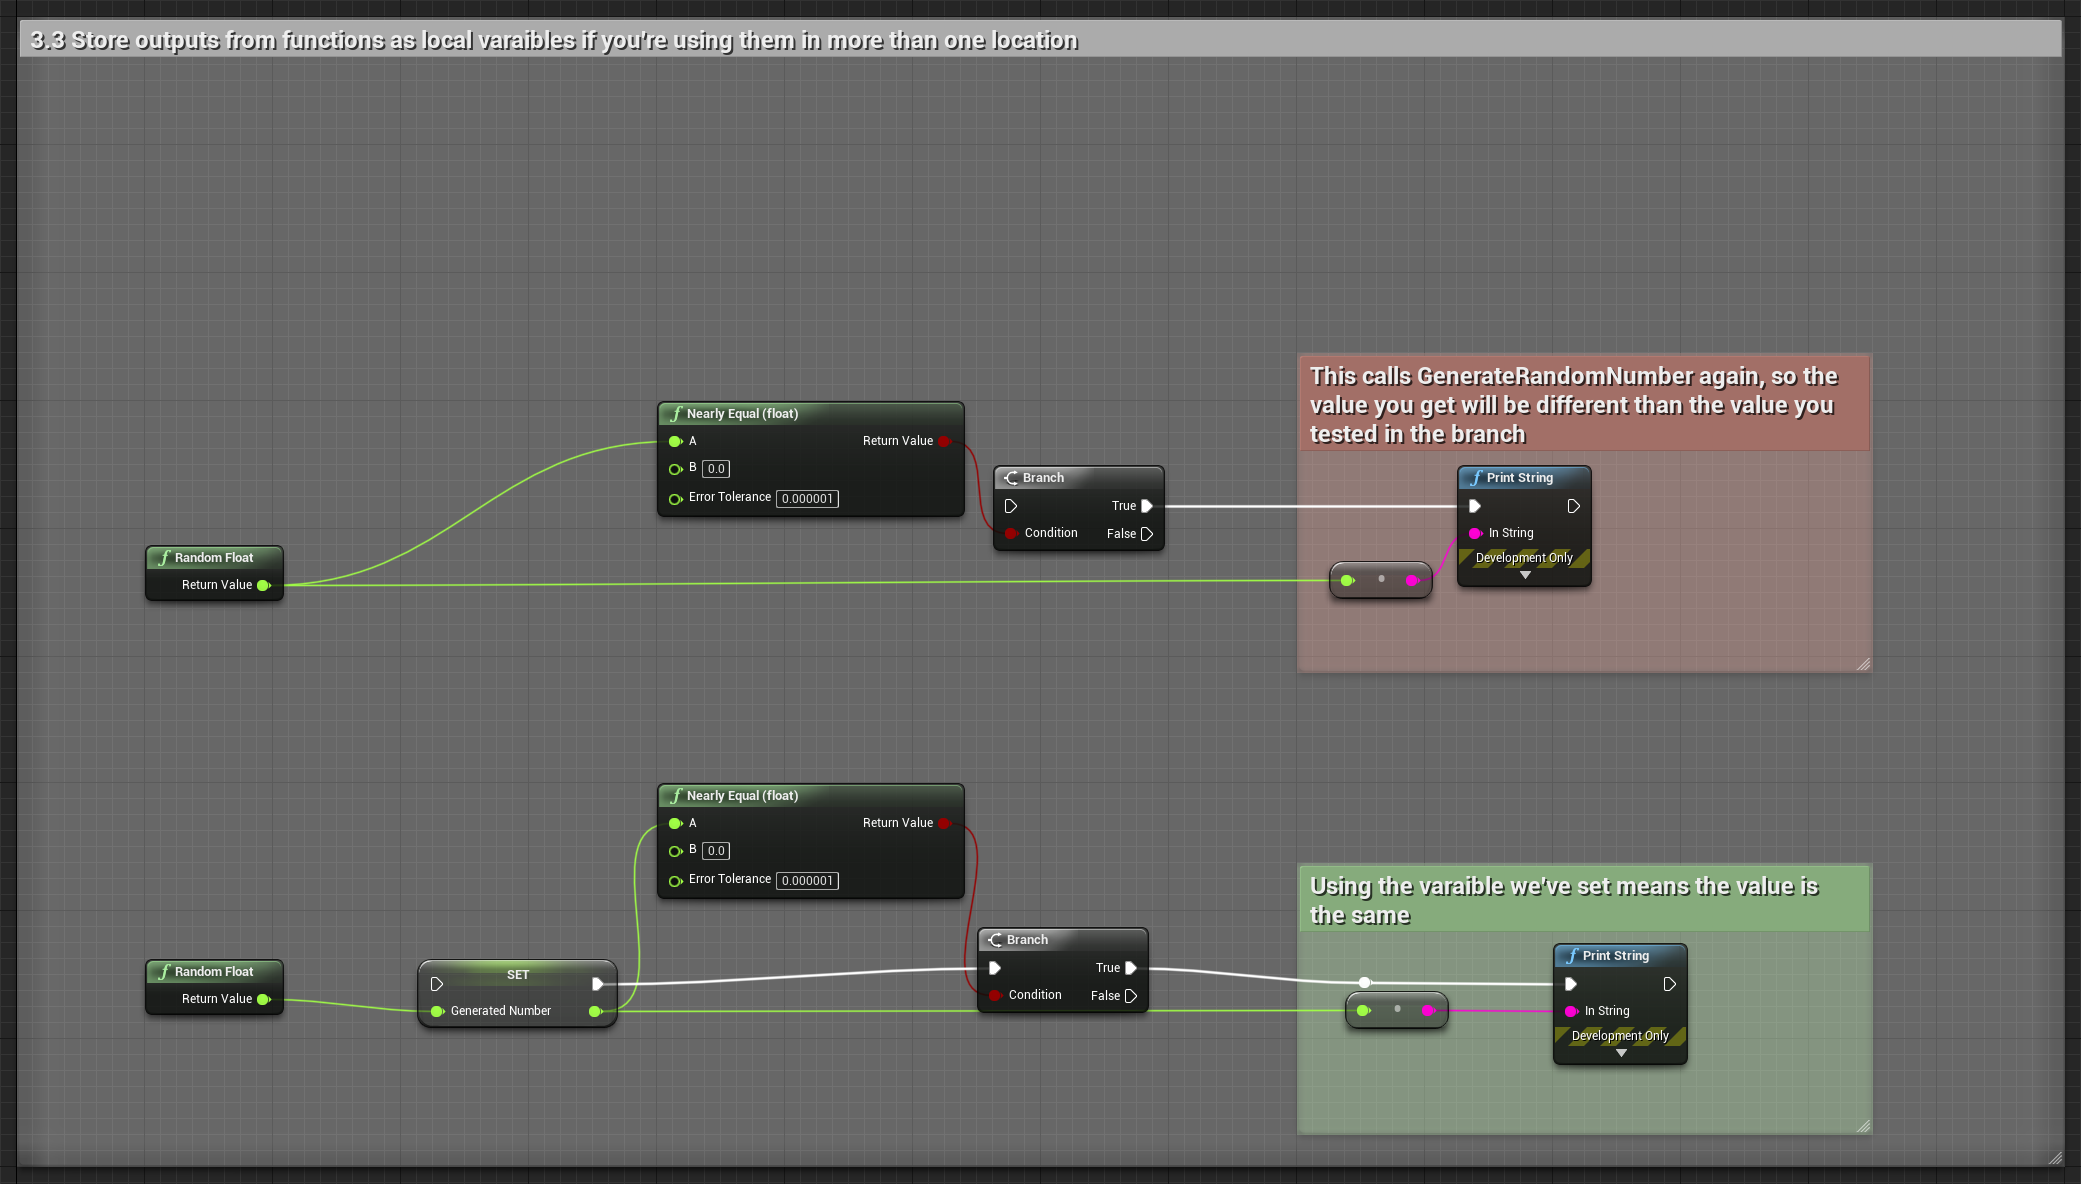 3.3 Store outputs from functions as local varaibles if you're using them in more than one location
This calls GenerateRandomNumber again, so the
value you get will be different than the value you
tested in the branch
Nearly Equal (float)
A
Return Value
B 0.0
Error Tolerance 0.000001
Branch
True
Condition
False
Print String
In String
Development Only
Random Float
Return Value
Nearly Equal (float)
A
Return Value
B 0.0
Error Tolerance 0.000001
Using the varaible we've set means the value is
the same
Branch
True
Condition
False
Print String
In String
Development Only
Random Float
Return Value
SET
Generated Number